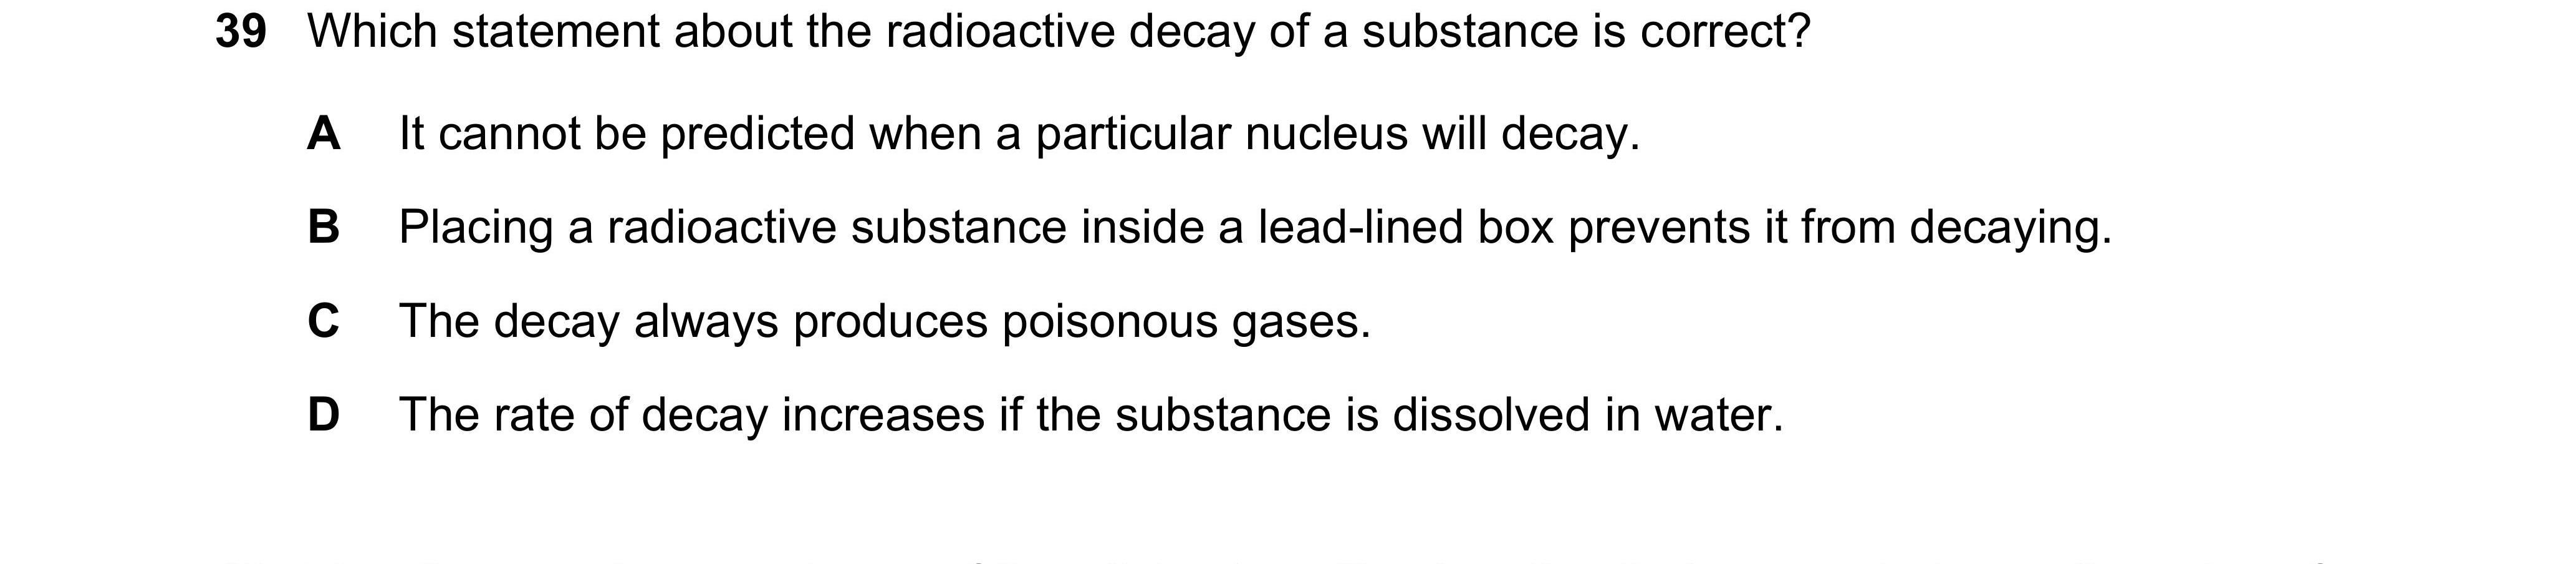 39 Which statement about the radioactive decay of a substance is correct?
A It cannot be predicted when a particular nucleus will decay.
B Placing a radioactive substance inside a lead-lined box prevents it from decaying.
C The decay always produces poisonous gases.
D The rate of decay increases if the substance is dissolved in water.